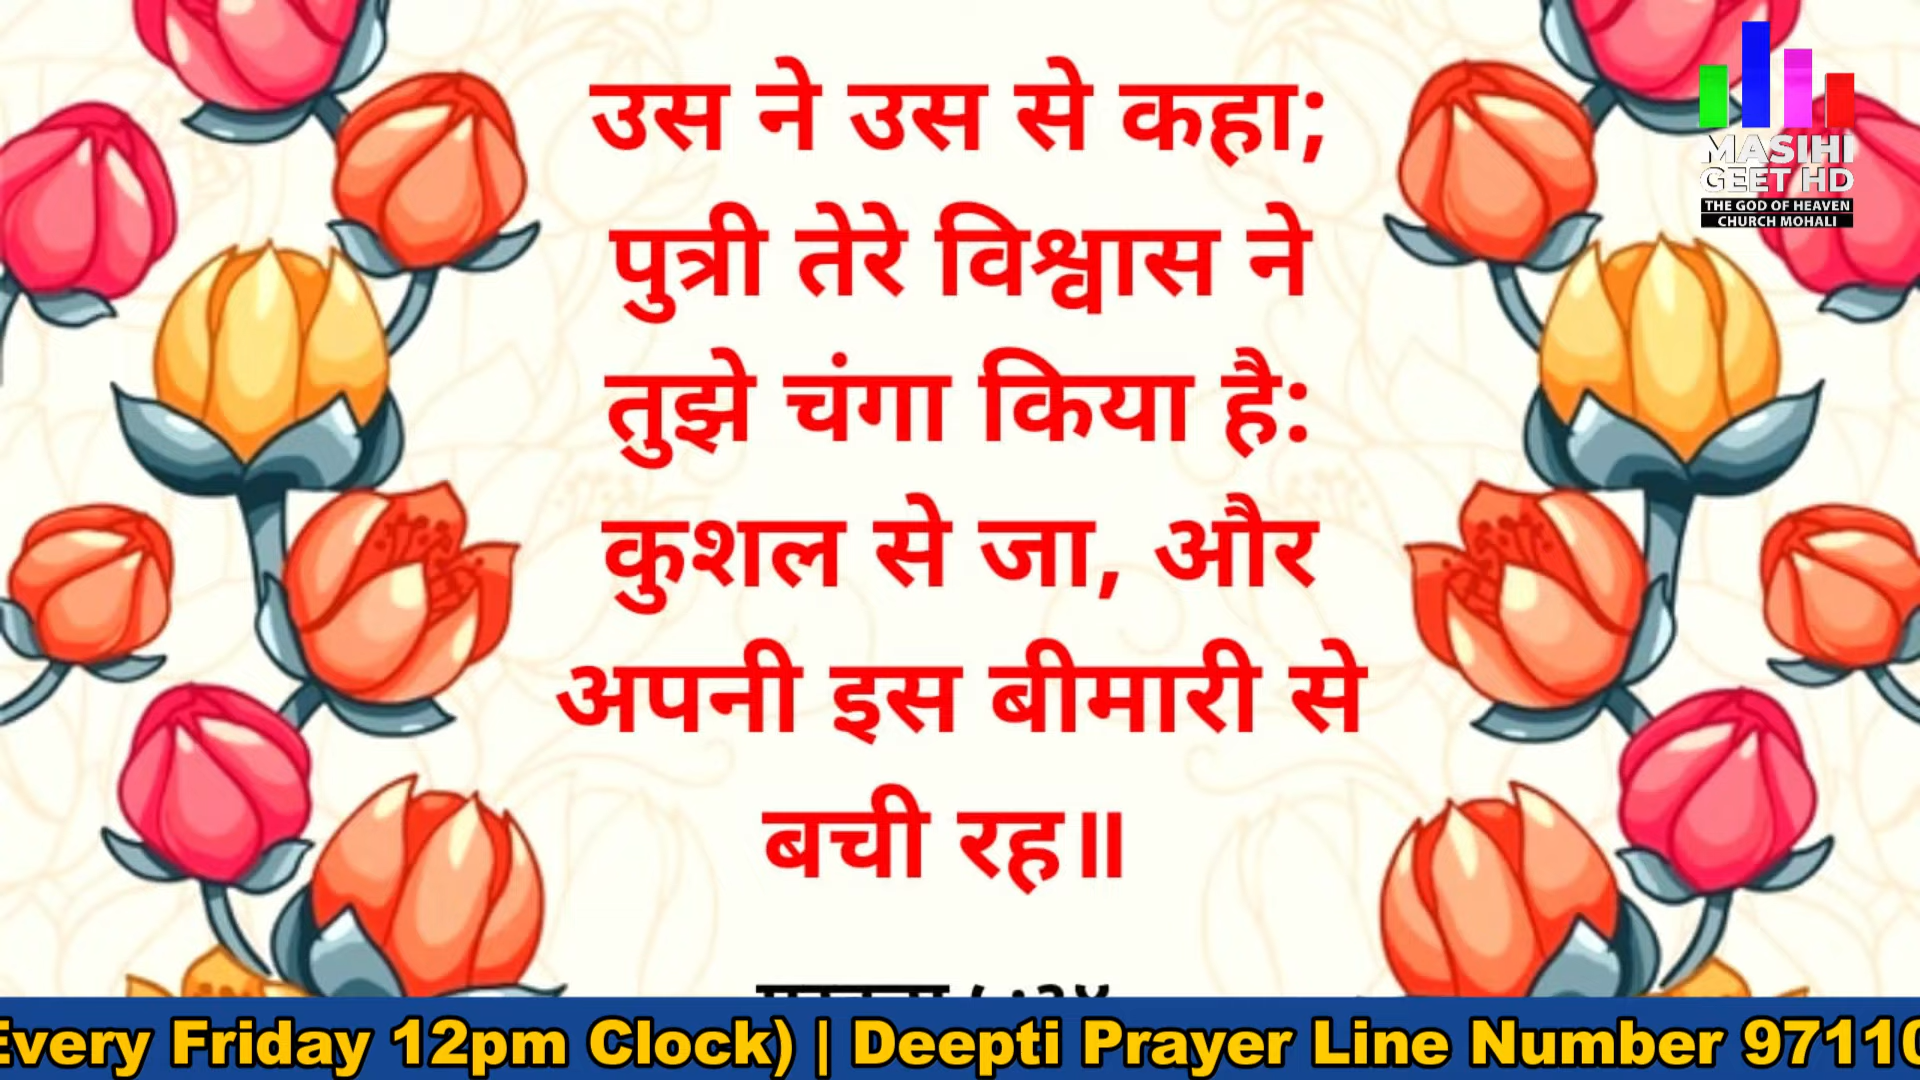 उस ने उस से कहा;
पुत्री तेरे विश्वास ने
तुझे चंगा किया है:
कुशल से जा, और
अपनी इस बीमारी से
बची रह॥
MASIHI
GEET HD
THE GOD OF HEAVEN
CHURCH MOHALI
Every Friday 12pm Clock) | Deepti Prayer Line Number 97110